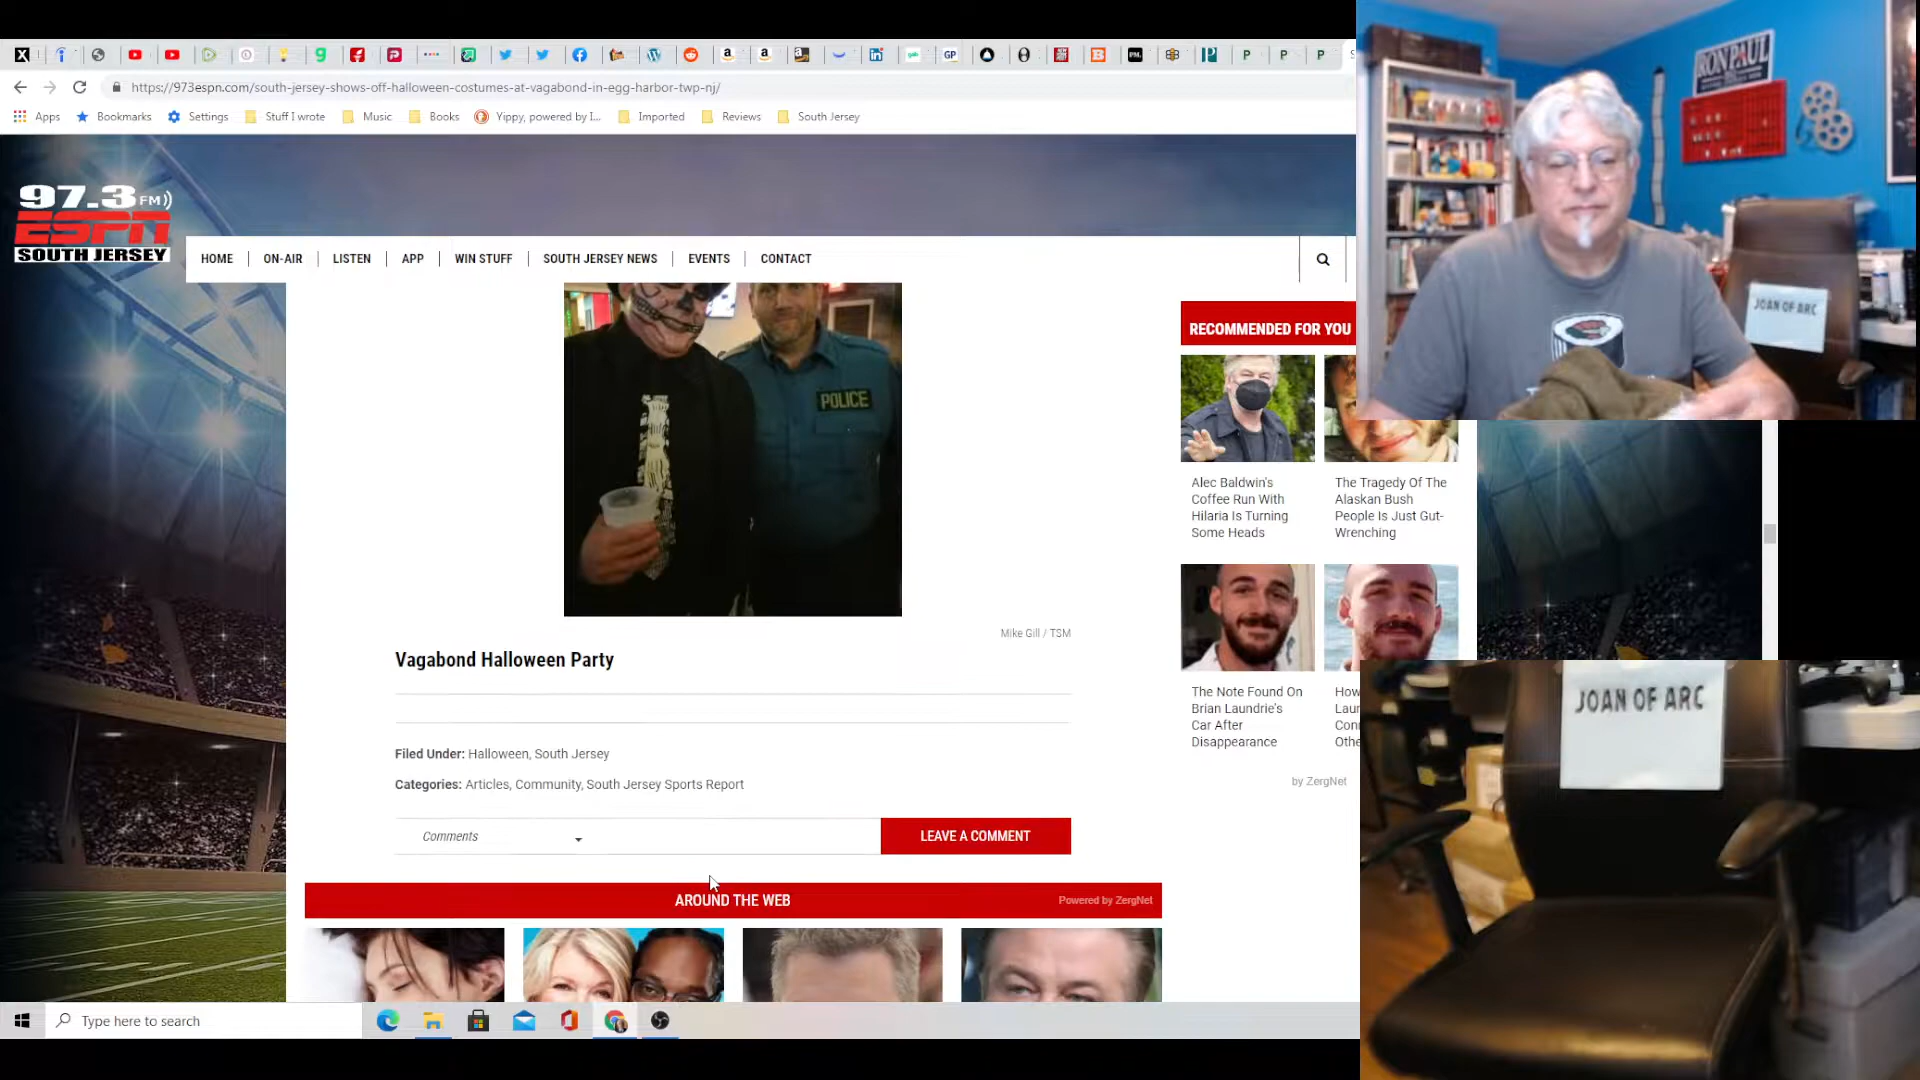 https://973espn.com/south-jersey-shows-off-halloween-costumes-at-vagabond-in-egg-harbor-twp-nj/
Apps
Bookmarks
Settings
Stuff I wrote
Music
Books
Yippy, powered by I...
Imported
Reviews
South Jersey
97.3 FM
ESPN
SOUTH JERSEY
HOME
ON-AIR
LISTEN
APP
WIN STUFF
SOUTH JERSEY NEWS
EVENTS
CONTACT
POLICE
Mike Gill / TSM
Vagabond Halloween Party
Filed Under: Halloween, South Jersey
Categories: Articles, Community, South Jersey Sports Report
Comments
LEAVE A COMMENT
AROUND THE WEB
Powered by ZergNet
RECOMMENDED FOR YOU
Alec Baldwin's
Coffee Run With
Hilaria Is Turning
Some Heads
The Tragedy Of The
Alaskan Bush
People Is Just Gut-
Wrenching
The Note Found On
Brian Laundrie's
Car After
Disappearance
How
by ZergNet
RON PAUL
JOAN OF ARC
JOAN OF ARC
Type here to search